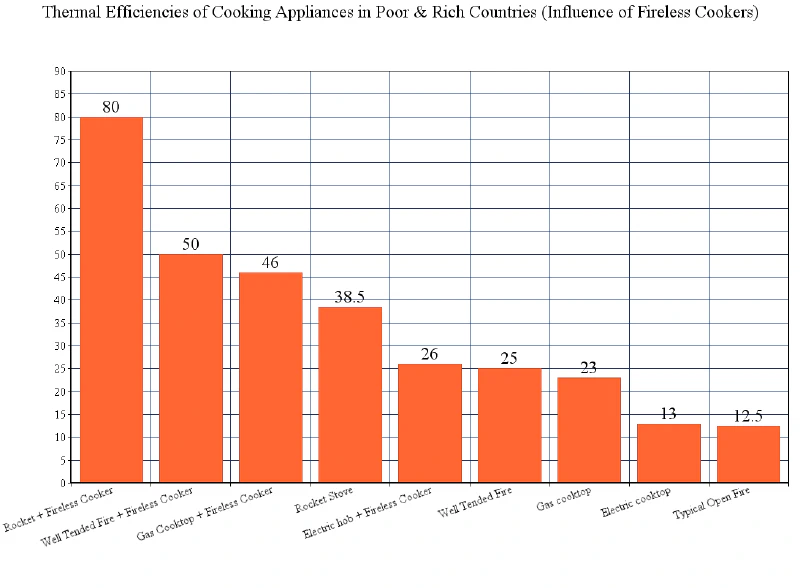 Thermal Efficiencies of Cooking Appliances in Poor & Rich Countries (Influence of Fireless Cookers)
90
85
80
75
70
65
60
55
50
45
40
35
30
25
20
15
10
5
0
80
50
46
38.5
26
25
23
13
12.5
Rocket + Fireless Cooker
Well Tended Fire + Fireless Cooker
Gas Cooktop + Fireless Cooker
Rocket Stove
Electric hob + Fireless Cooker
Well Tended Fire
Gas cooktop
Electric cooktop
Typical Open Fire